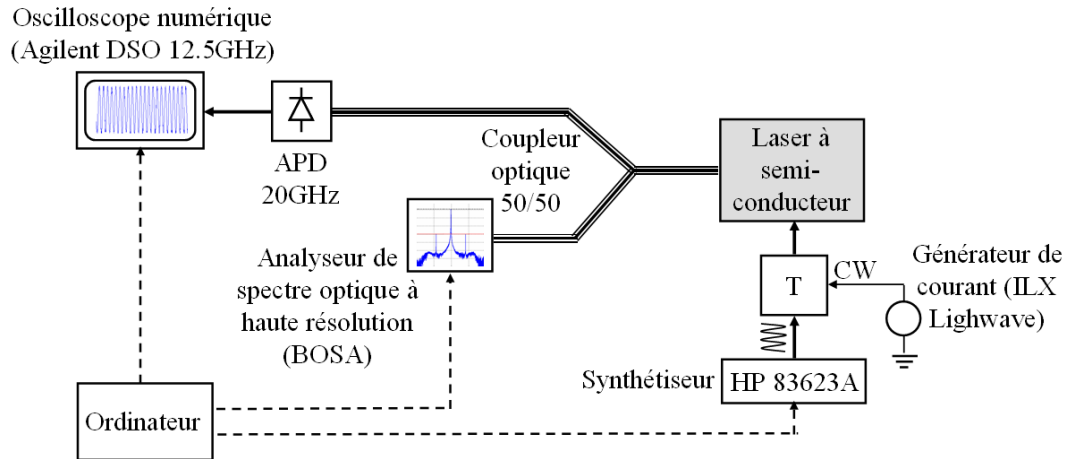 Oscilloscope numérique
(Agilent DSO 12.5GHz)
APD
20GHz
Coupleur
optique
50/50
Laser à
semi-
conducteur
Analyseur de
spectre optique à
haute résolution
(BOSA)
T
CW
Générateur de
courant (ILX
Lighwave)
Synthétiseur
HP 83623A
Ordinateur